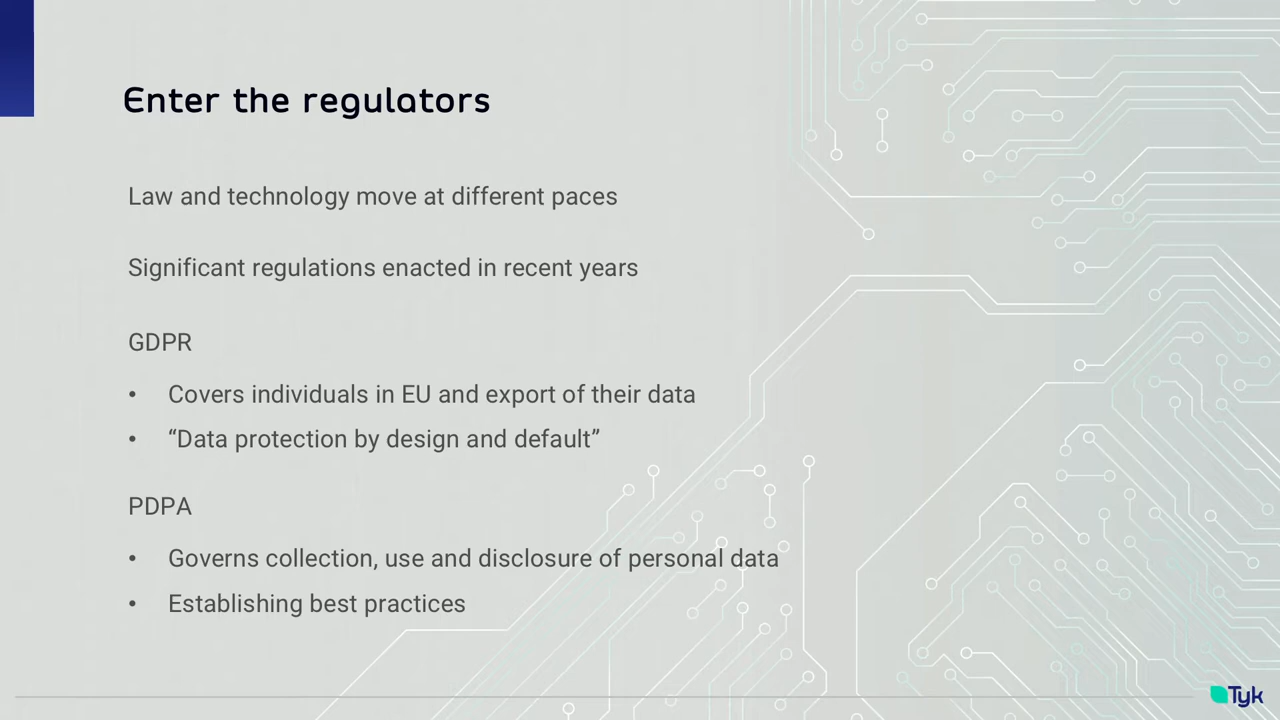 Enter the regulators
Law and technology move at different paces
Significant regulations enacted in recent years
GDPR
• Covers individuals in EU and export of their data
• “Data protection by design and default”
PDPA
• Governs collection, use and disclosure of personal data
• Establishing best practices
Tyk